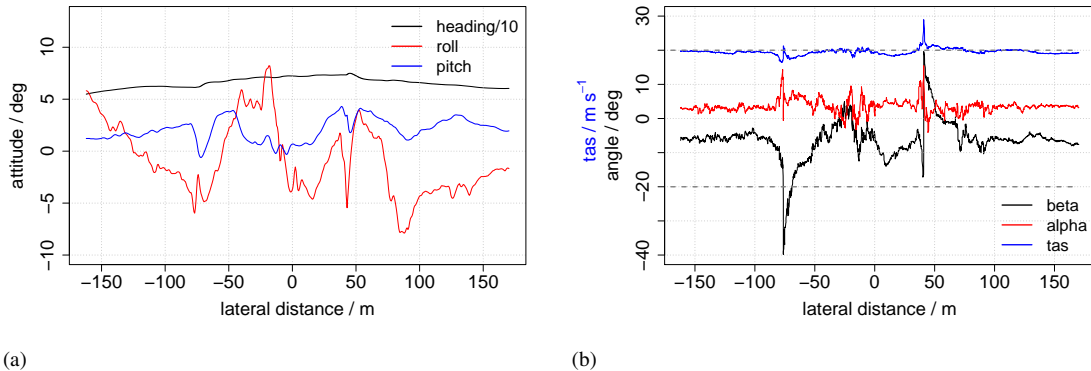 10
5
0
−5
−10
attitude / deg
heading/10
roll
pitch
−150 −100 −50 0 50 100 150
lateral distance / m
(a)
30
20
10
0
−20
−40
tas / m s−1
angle / deg
beta
alpha
tas
−150 −100 −50 0 50 100 150
lateral distance / m
(b)